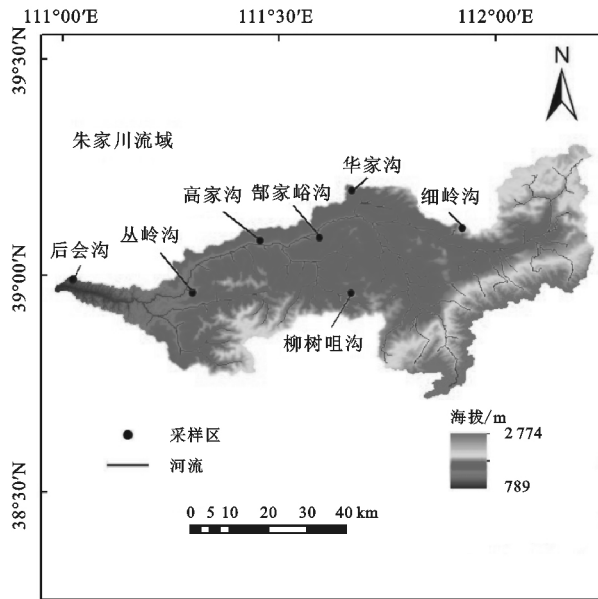 111°00′E
111°30′E
112°00′E
39°30′N
39°00′N
38°30′N
N
朱家川流域
华家沟
高家沟
郜家峪沟
细岭沟
后会沟
丛岭沟
柳树咀沟
采样区
河流
海拔/m
2 774
789
0 5 10 20 30 40 km